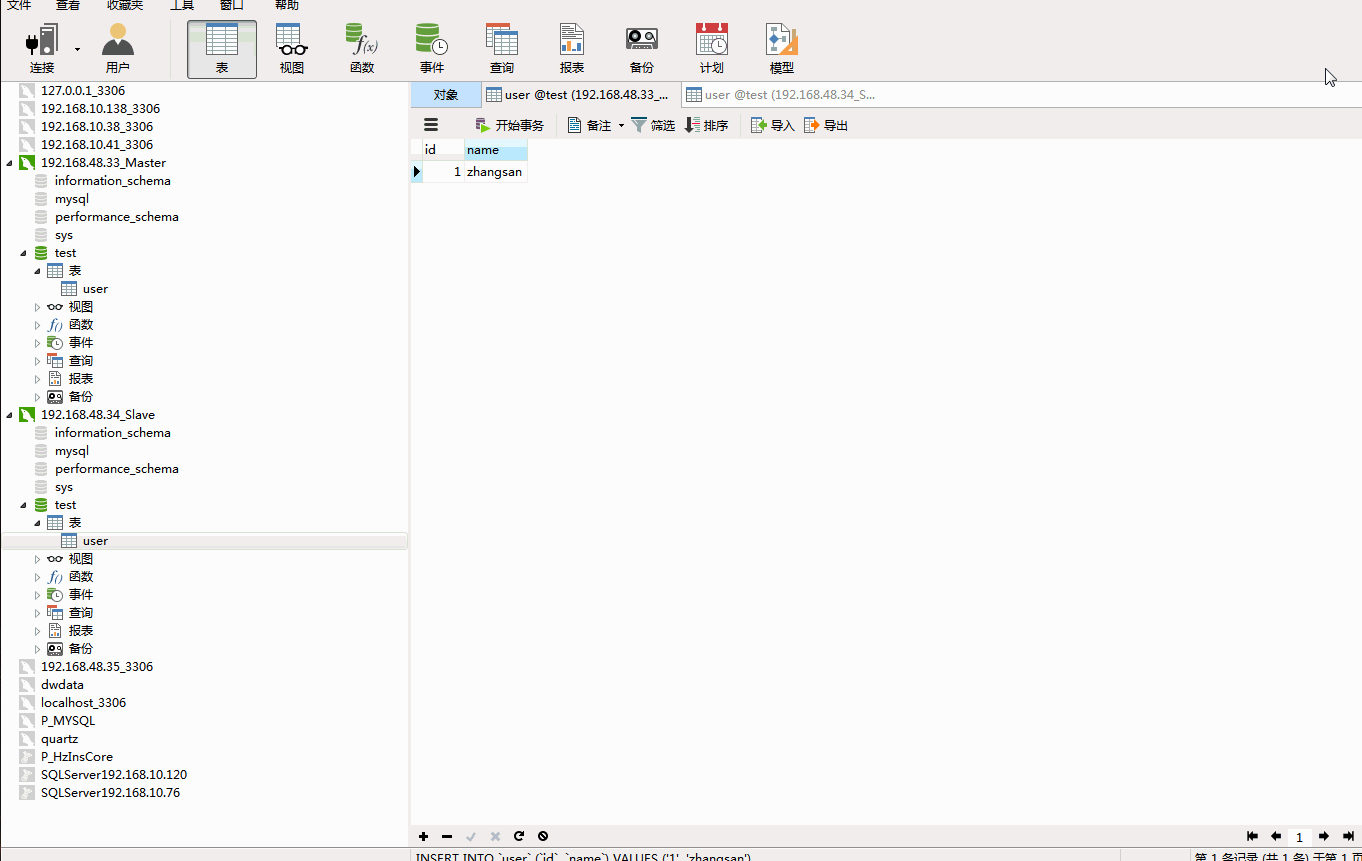 文件 查看 收藏夹 工具 窗口 帮助
连接 用户 表 视图 f(x) 函数 事件 查询 报表 备份 计划 模型
127.0.0.1_3306
192.168.10.138_3306
192.168.10.38_3306
192.168.10.41_3306
192.168.48.33_Master
information_schema
mysql
performance_schema
sys
test
表
user
视图
f() 函数
事件
查询
报表
备份
192.168.48.34_Slave
information_schema
mysql
performance_schema
sys
test
表
user
视图
f() 函数
事件
查询
报表
备份
192.168.48.35_3306
dwdata
localhost_3306
P_MYSQL
quartz
P_HzInsCore
SQLServer192.168.10.120
SQLServer192.168.10.76
对象 user @test (192.168.48.33_... user @test (192.168.48.34_S...
开始事务 备注 筛选 排序 导入 导出
id name
1 zhangsan
1
INSERT INTO `user` (`id`, `name`) VALUES ('1', 'zhangsan') 第 1 条记录 (共 1 条) 于第 1 页